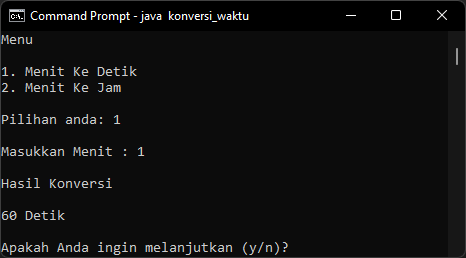 Command Prompt - java  konversi_waktu
Menu
1. Menit Ke Detik
2. Menit Ke Jam
Pilihan anda: 1
Masukkan Menit : 1
Hasil Konversi
60 Detik
Apakah Anda ingin melanjutkan (y/n)?